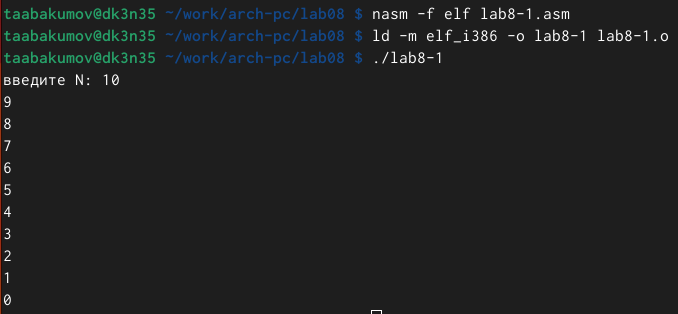 taabakumov@dk3n35 ~/work/arch-pc/lab08 $ nasm -f elf lab8-1.asm
taabakumov@dk3n35 ~/work/arch-pc/lab08 $ ld -m elf_i386 -o lab8-1 lab8-1.o
taabakumov@dk3n35 ~/work/arch-pc/lab08 $ ./lab8-1
введите N: 10
9
8
7
6
5
4
3
2
1
0